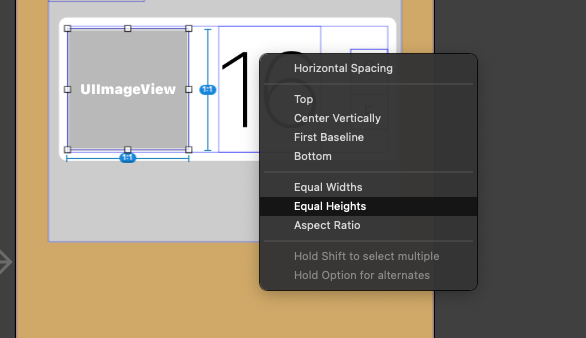 UIImageView
1:1
1:1
16
Horizontal Spacing
Top
Center Vertically
First Baseline
Bottom
Equal Widths
Equal Heights
Aspect Ratio
Hold Shift to select multiple
Hold Option for alternates